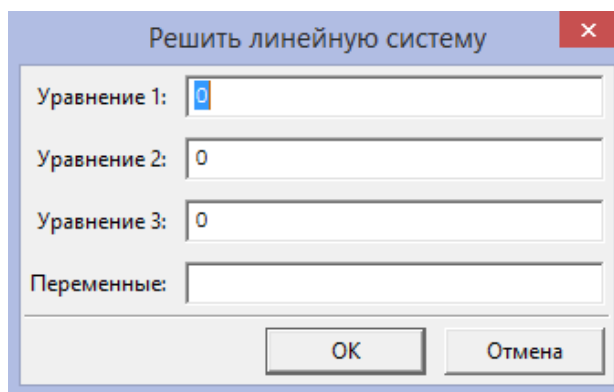 Решить линейную систему
Уравнение 1: 0
Уравнение 2: 0
Уравнение 3: 0
Переменные:
OK Отмена